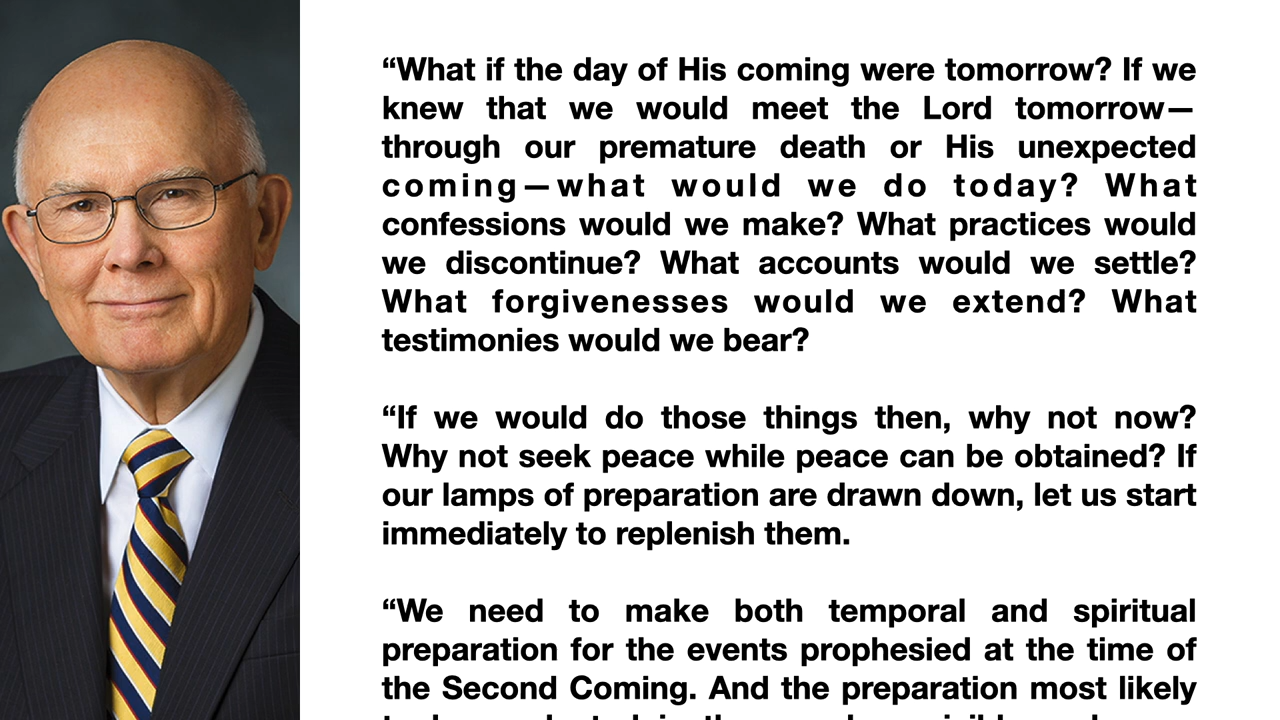 “What if the day of His coming were tomorrow? If we
knew that we would meet the Lord tomorrow—
through our premature death or His unexpected
coming—what would we do today? What
confessions would we make? What practices would
we discontinue? What accounts would we settle?
What forgivenesses would we extend? What
testimonies would we bear?
“If we would do those things then, why not now?
Why not seek peace while peace can be obtained? If
our lamps of preparation are drawn down, let us start
immediately to replenish them.
“We need to make both temporal and spiritual
preparation for the events prophesied at the time of
the Second Coming. And the preparation most likely